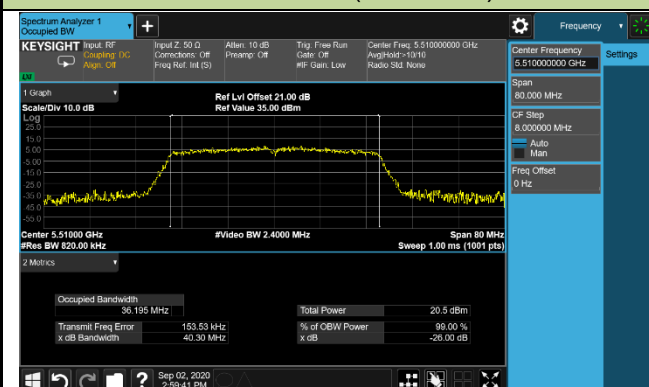 Spectrum Analyzer 1
Occupied BW
+
Frequency
KEYSIGHT
Input: RF
Coupling: DC
Align: Off
Input Z: 50 Ω
Corrections: Off
Freq Ref: Int (S)
Atten: 10 dB
Preamp: Off
Trig: Free Run
Gate: Off
#IF Gain: Low
Center Freq: 5.510000000 GHz
Avg|Hold:>10/10
Radio Std: None
Center Frequency
5.510000000 GHz
Settings
Span
80.000 MHz
CF Step
8.000000 MHz
Auto
Man
Freq Offset
0 Hz
1 Graph
Scale/Div 10.0 dB
Ref Lvl Offset 21.00 dB
Ref Value 35.00 dBm
Log
25.0
15.0
5.00
-5.00
-15.0
-25.0
-35.0
-45.0
-55.0
Center 5.51000 GHz
#Res BW 820.00 kHz
#Video BW 2.4000 MHz
Span 80 MHz
Sweep 1.00 ms (1001 pts)
2 Metrics
Occupied Bandwidth
36.195 MHz
Total Power 20.5 dBm
Transmit Freq Error 153.53 kHz
% of OBW Power 99.00 %
x dB Bandwidth 40.30 MHz
x dB -26.00 dB
?
Sep 02, 2020
2:59:41 PM